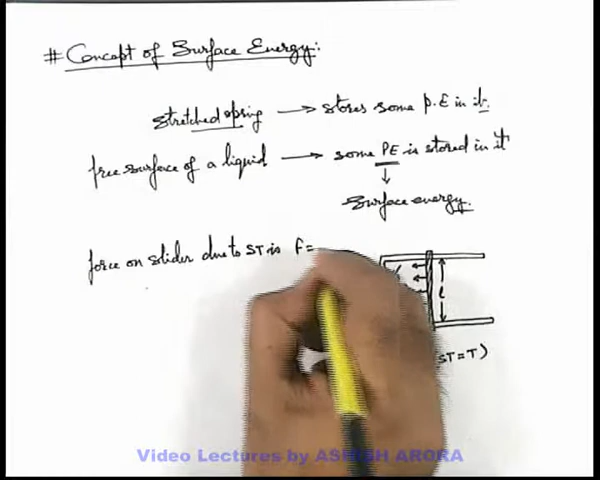 # Concept of Surface Energy:
stretched spring → stores some P.E in it.
free surface of a liquid → some PE is stored in it
↓
Surface energy.
force on slider due to ST is F=
l
ST = T)
Video Lectures by ASHISH ARORA